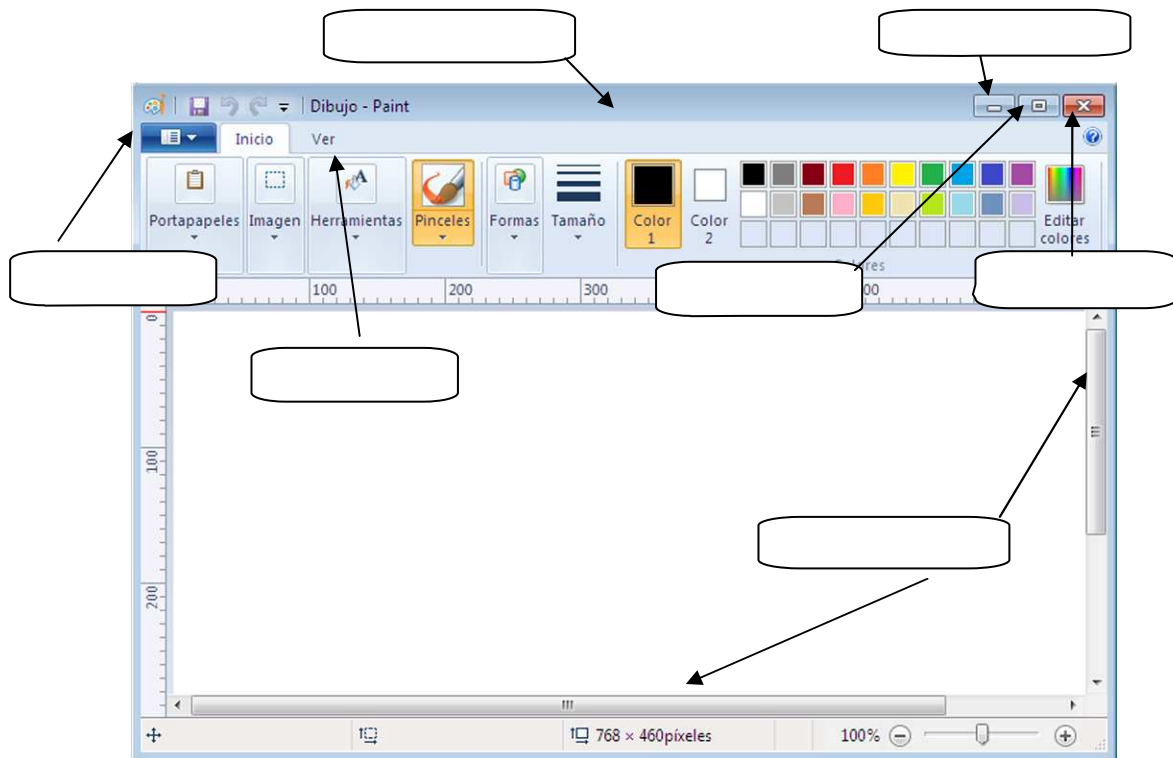 Dibujo - Paint
Inicio Ver
Portapapeles Imagen Herramientas Pinceles Formas Tamaño Color 1 Color 2 Editar colores
100 200 300
0
100
200
768 × 460píxeles 100%